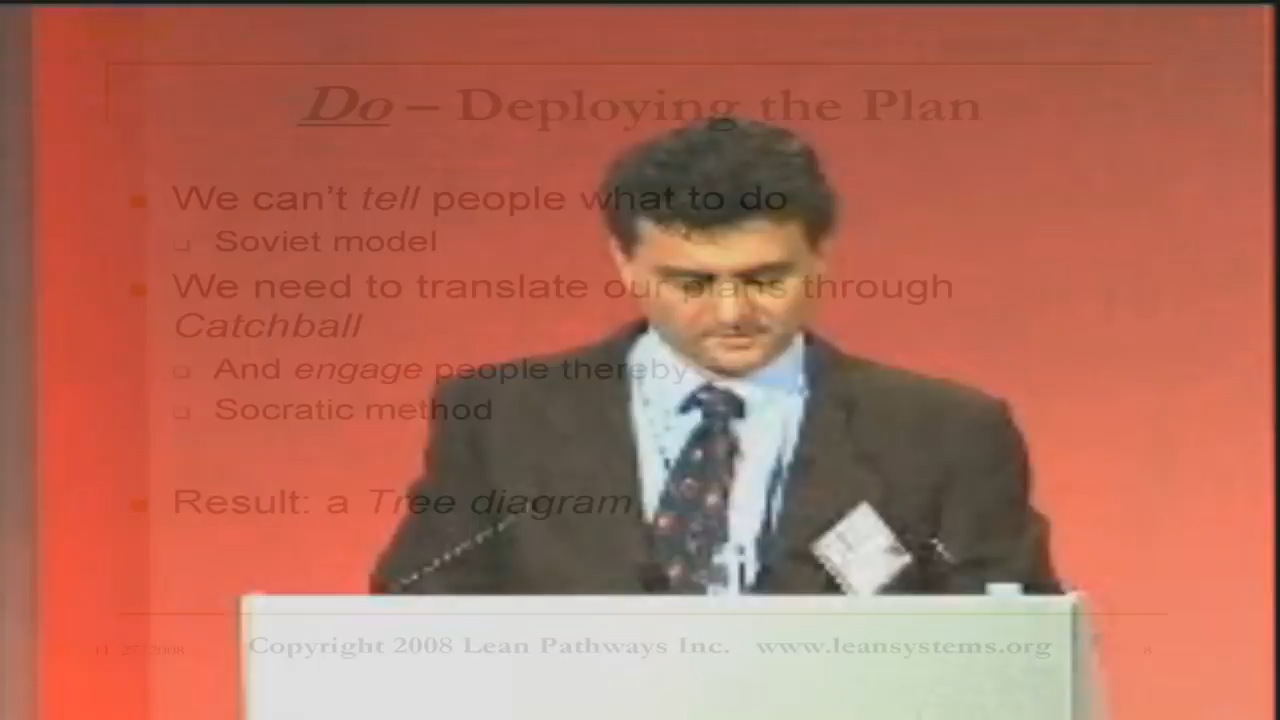 Do – Deploying the Plan
We can't tell people what to do
Soviet model
We need to translate our plans through
Catchball
And engage people thereby
Socratic method
Result: a Tree diagram
Copyright 2008 Lean Pathways Inc. www.leansystems.org
8